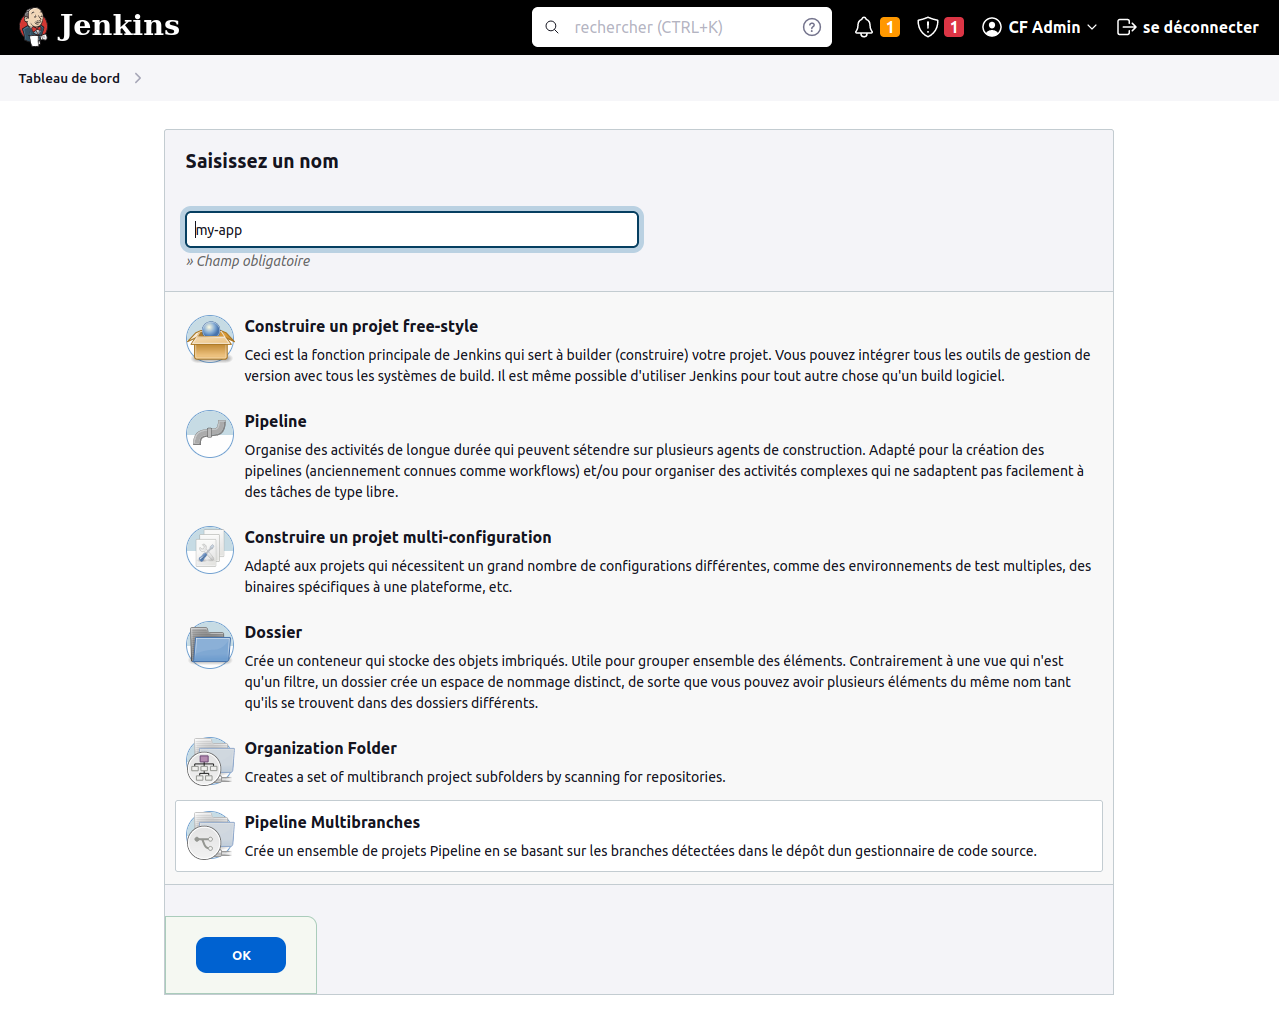 Jenkins
rechercher (CTRL+K)
?
1
1
CF Admin
se déconnecter
Tableau de bord
Saisissez un nom
my-app
» Champ obligatoire
Construire un projet free-style
Ceci est la fonction principale de Jenkins qui sert à builder (construire) votre projet. Vous pouvez intégrer tous les outils de gestion de
version avec tous les systèmes de build. Il est même possible d'utiliser Jenkins pour tout autre chose qu'un build logiciel.
Pipeline
Organise des activités de longue durée qui peuvent sétendre sur plusieurs agents de construction. Adapté pour la création des
pipelines (anciennement connues comme workflows) et/ou pour organiser des activités complexes qui ne sadaptent pas facilement à
des tâches de type libre.
Construire un projet multi-configuration
Adapté aux projets qui nécessitent un grand nombre de configurations différentes, comme des environnements de test multiples, des
binaires spécifiques à une plateforme, etc.
Dossier
Crée un conteneur qui stocke des objets imbriqués. Utile pour grouper ensemble des éléments. Contrairement à une vue qui n'est
qu'un filtre, un dossier crée un espace de nommage distinct, de sorte que vous pouvez avoir plusieurs éléments du même nom tant
qu'ils se trouvent dans des dossiers différents.
Organization Folder
Creates a set of multibranch project subfolders by scanning for repositories.
Pipeline Multibranches
Crée un ensemble de projets Pipeline en se basant sur les branches détectées dans le dépôt dun gestionnaire de code source.
OK